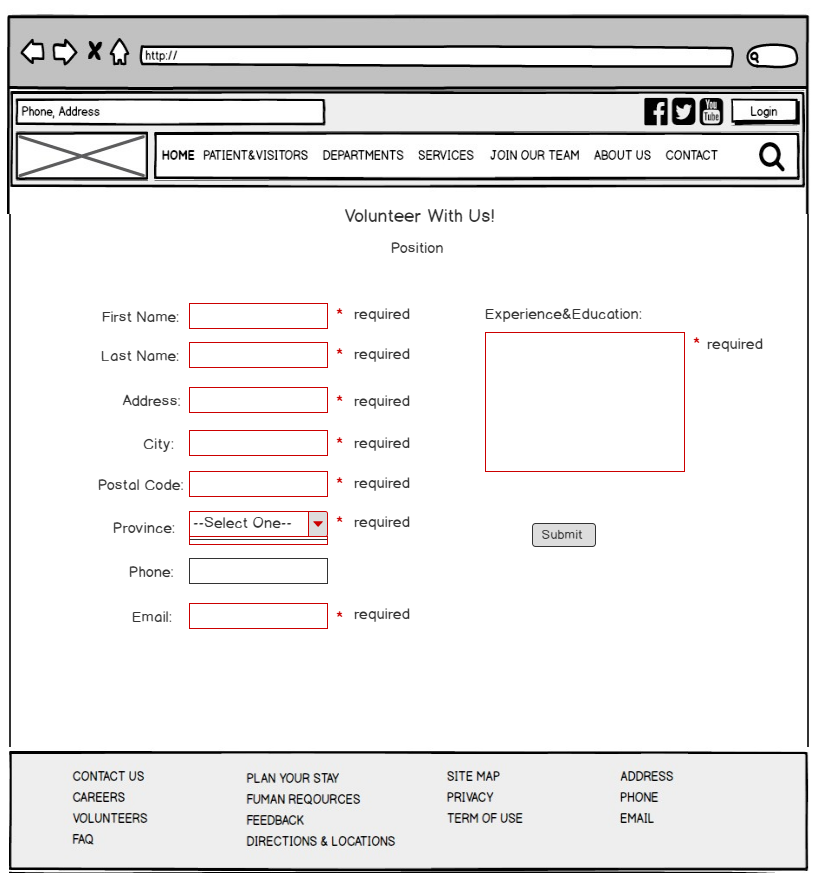 http://
Phone, Address
You
Tube
Login
HOME PATIENT&VISITORS DEPARTMENTS SERVICES JOIN OUR TEAM ABOUT US CONTACT
Volunteer With Us!
Position
First Name: * required
Last Name: * required
Address: * required
City: * required
Postal Code: * required
Province: --Select One-- * required
Phone:
Email: * required
Experience&Education:
* required
Submit
CONTACT US
CAREERS
VOLUNTEERS
FAQ
PLAN YOUR STAY
FUMAN REQOURCES
FEEDBACK
DIRECTIONS & LOCATIONS
SITE MAP
PRIVACY
TERM OF USE
ADDRESS
PHONE
EMAIL